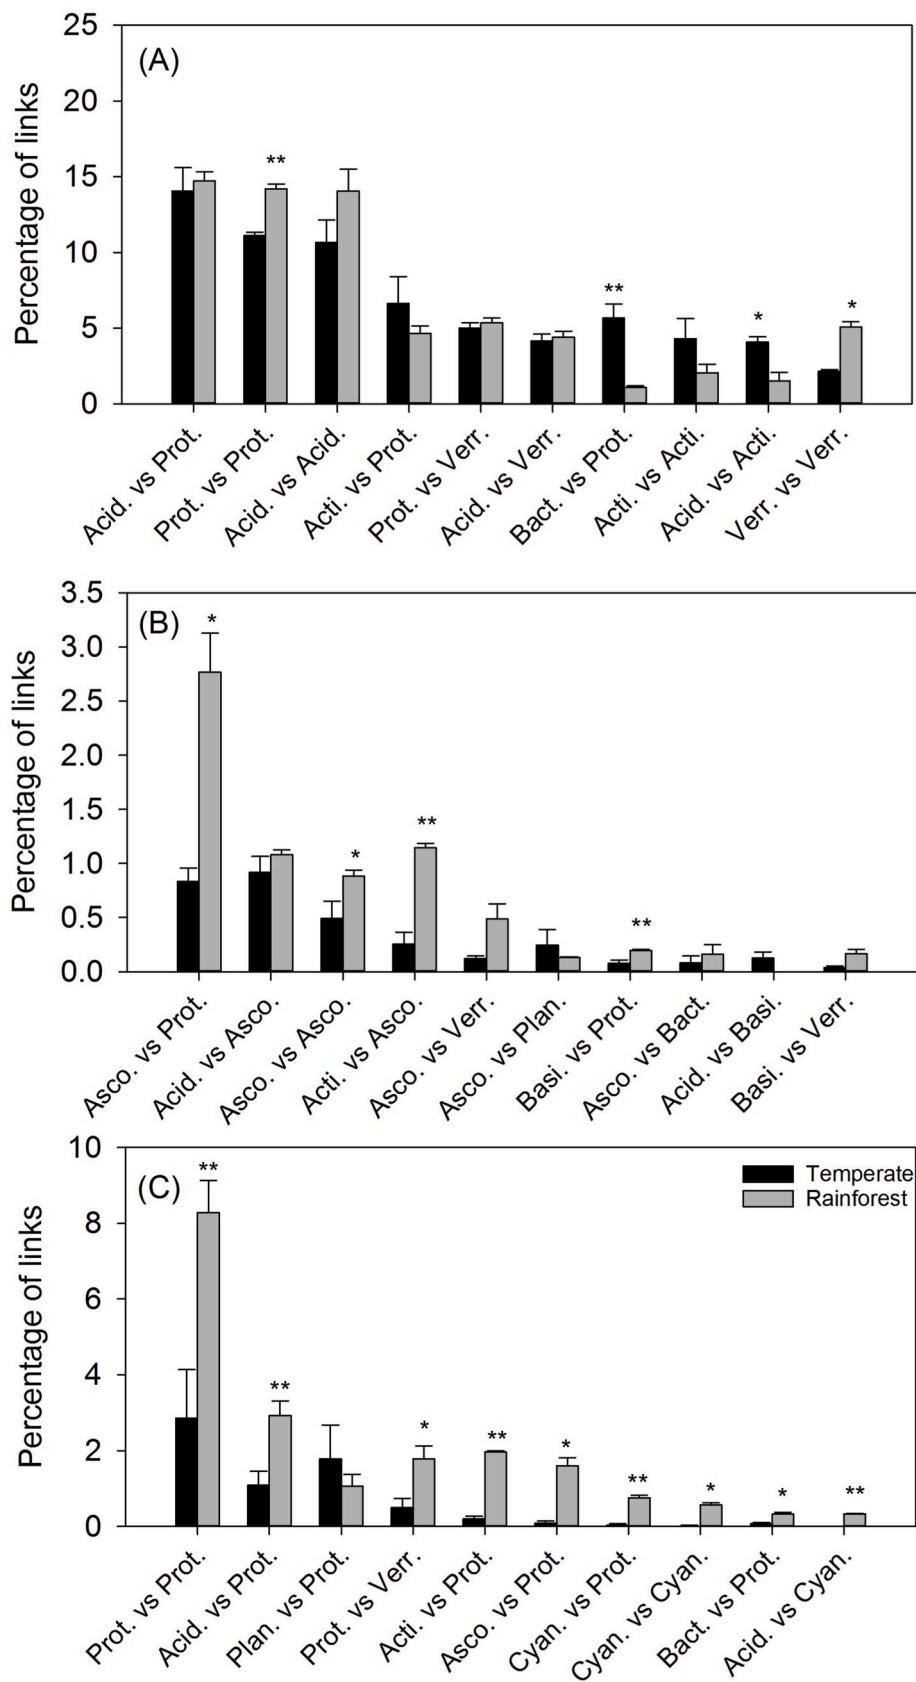 25
(A)
20
15
10
5
0
Percentage of links
**
**
*
*
Acid. vs Prot.
Prot. vs Prot.
Acid. vs Acid.
Acti. vs Prot.
Prot. vs Verr.
Acid. vs Verr.
Bact. vs Prot.
Acti. vs Acti.
Acid. vs Acti.
Verr. vs Verr.
3.5
(B)
3.0
2.5
2.0
1.5
1.0
0.5
0.0
Percentage of links
*
*
**
**
Asco. vs Prot.
Acid. vs Asco.
Asco. vs Asco.
Acti. vs Asco.
Asco. vs Verr.
Asco. vs Plan.
Basi. vs Prot.
Asco. vs Bact.
Acid. vs Basi.
Basi. vs Verr.
10
(C)
8
6
4
2
0
Percentage of links
Temperate
Rainforest
**
**
*
**
*
**
*
*
**
Prot. vs Prot.
Acid. vs Prot.
Plan. vs Prot.
Prot. vs Verr.
Acti. vs Prot.
Asco. vs Prot.
Cyan. vs Prot.
Cyan. vs Cyan.
Bact. vs Prot.
Acid. vs Cyan.